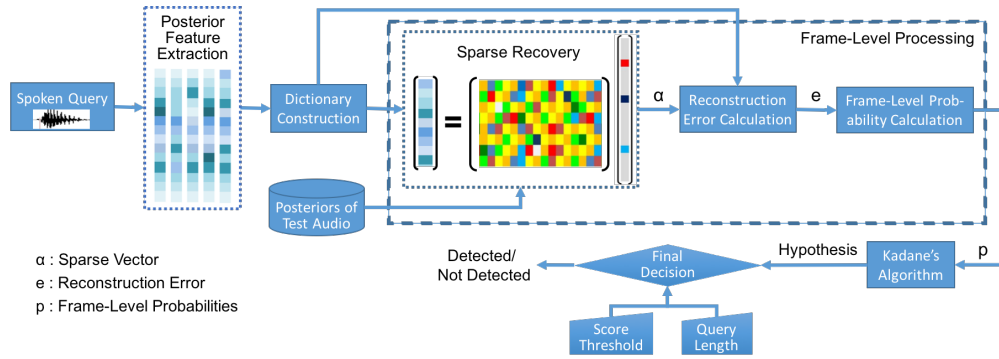 Posterior
Feature
Extraction
Spoken Query
Dictionary
Construction
Sparse Recovery
=
Frame-Level Processing
α
Reconstruction
Error Calculation
e
Frame-Level Prob-
ability Calculation
Posteriors of
Test Audio
α : Sparse Vector
e : Reconstruction Error
p : Frame-Level Probabilities
Detected/
Not Detected
Final
Decision
Hypothesis
Kadane's
Algorithm
p
Score
Threshold
Query
Length